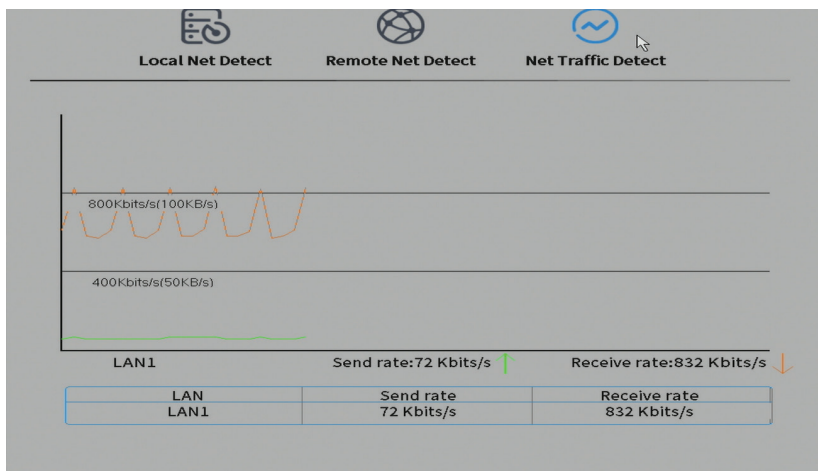 Local Net Detect Remote Net Detect Net Traffic Detect
800Kbits/s(100KB/s)
400Kbits/s(50KB/s)
LAN1 Send rate:72 Kbits/s Receive rate:832 Kbits/s
LAN Send rate Receive rate
LAN1 72 Kbits/s 832 Kbits/s